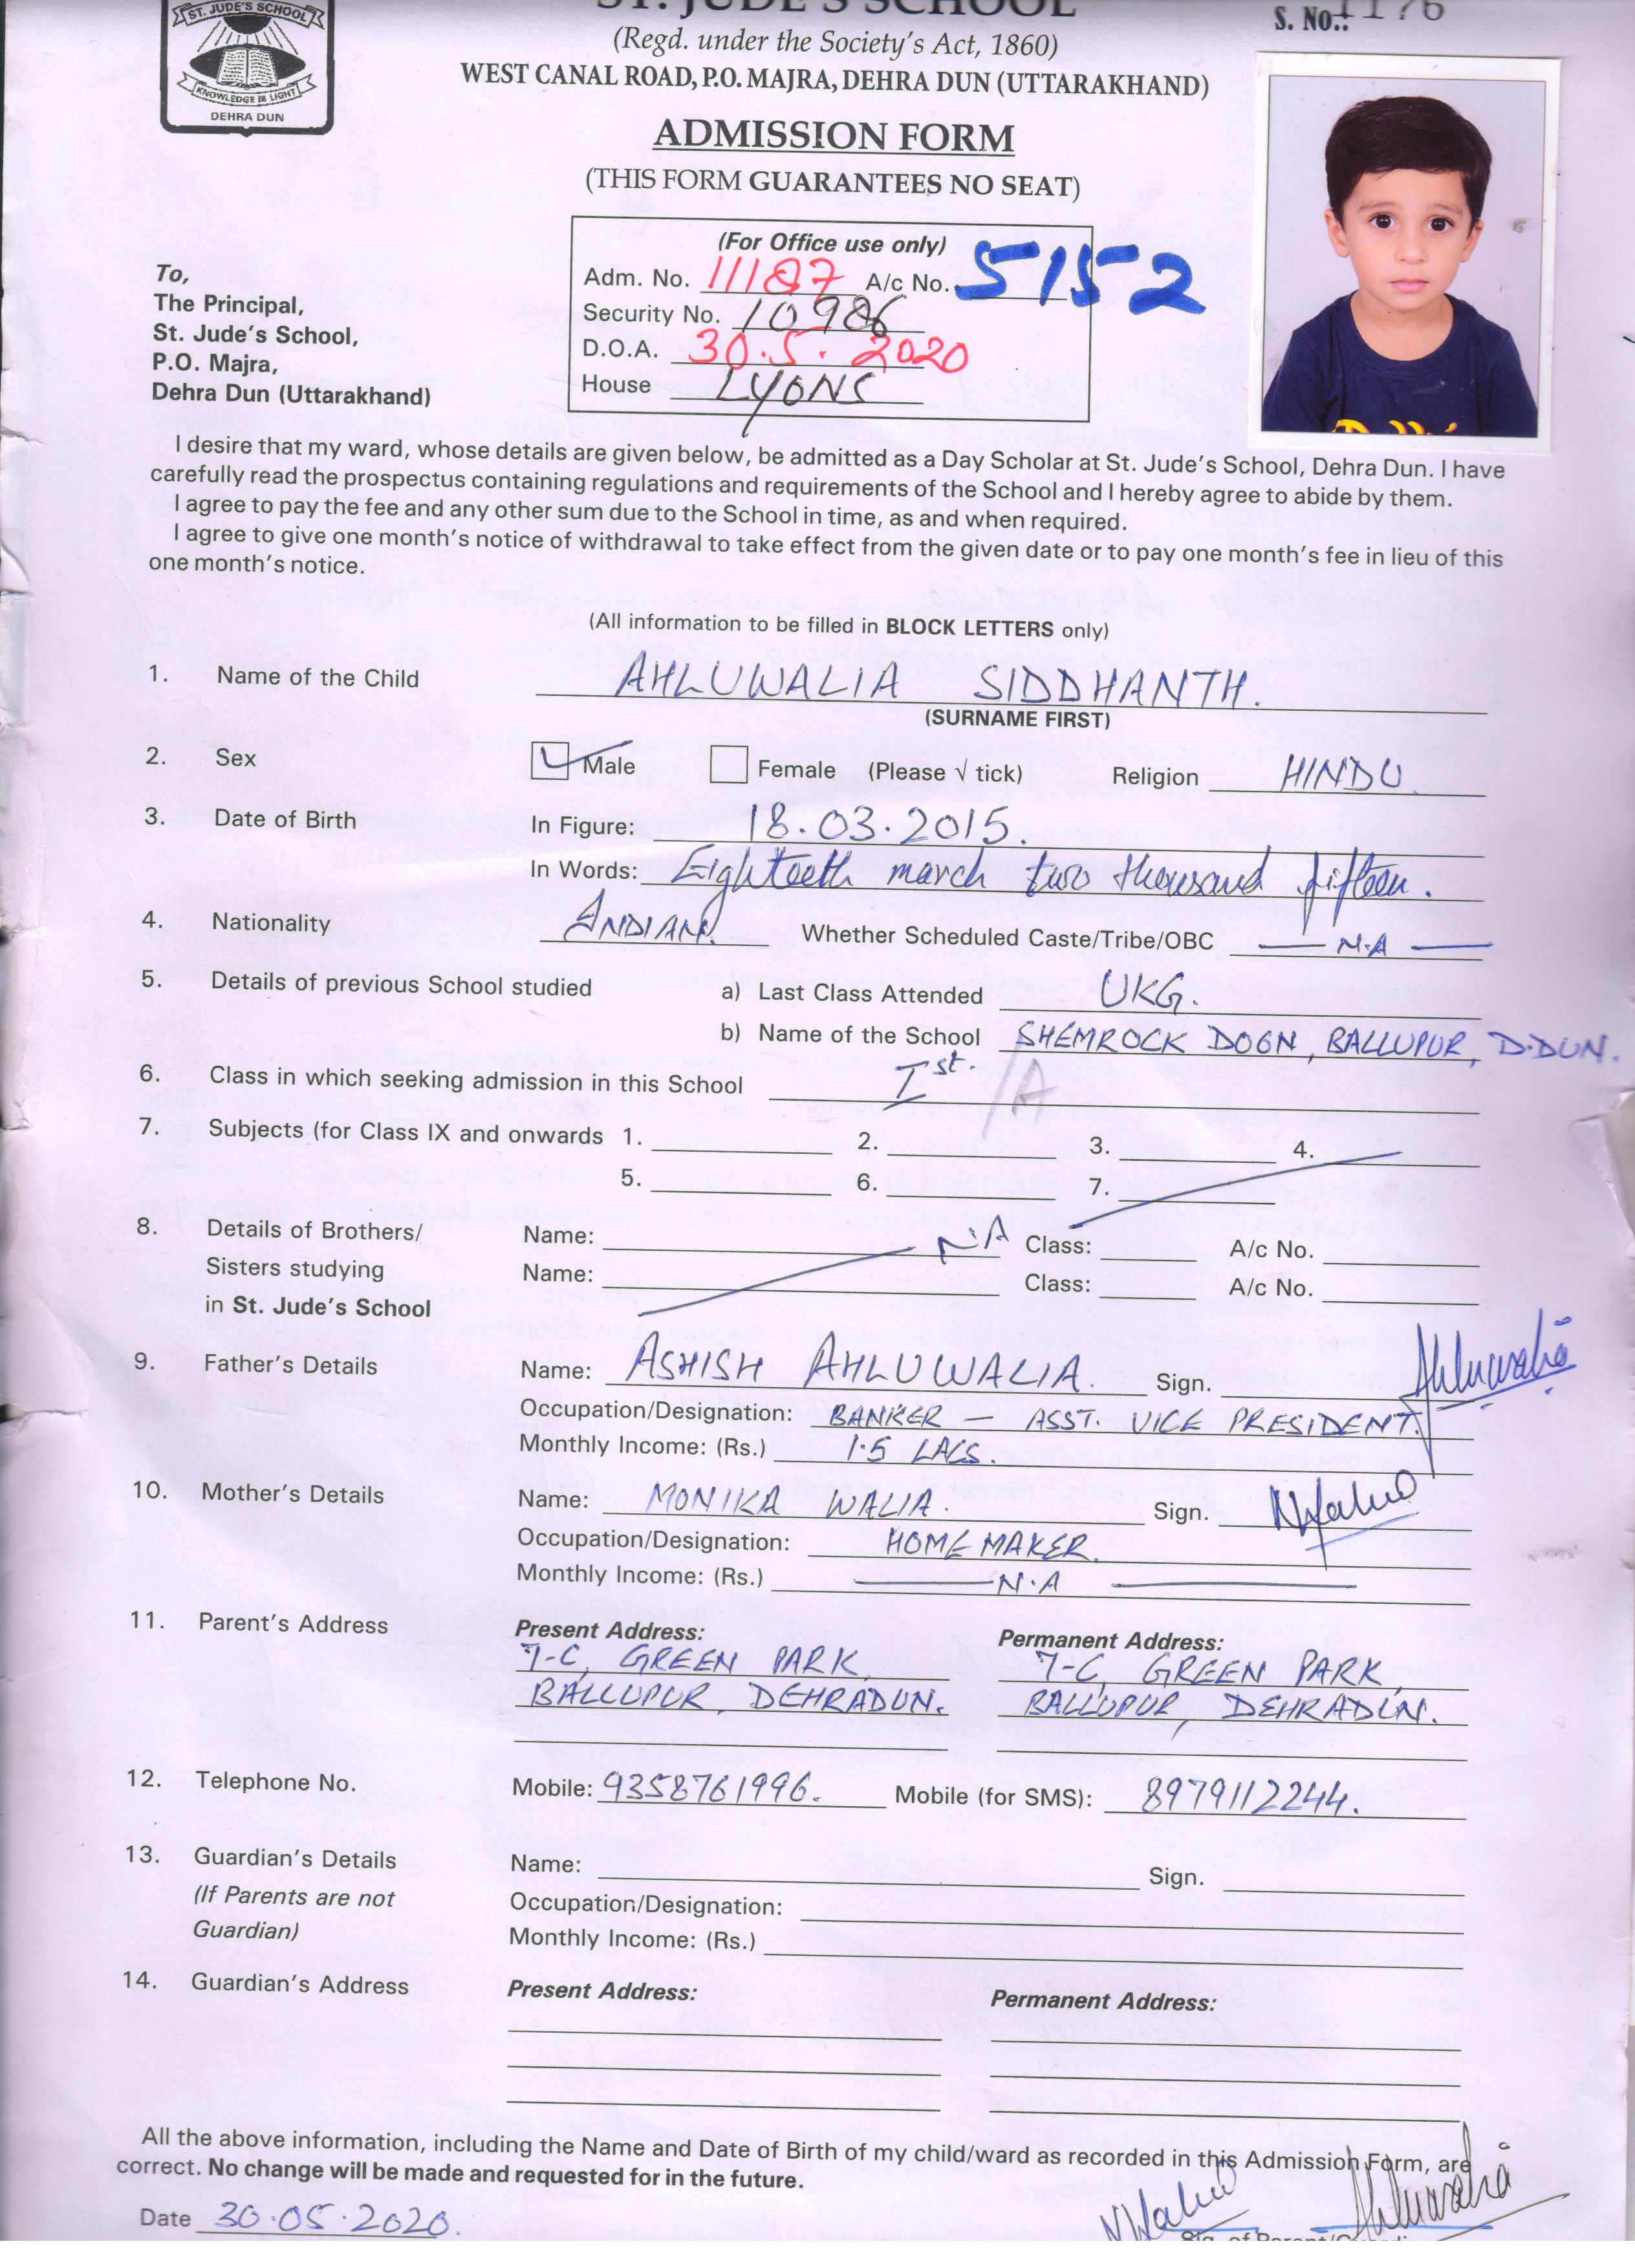 ST. JUDE'S SCHOOL
KNOWLEDGE IS LIGHT
DEHRA DUN
ST. JUDE'S SCHOOL
S. No.: 1176
(Regd. under the Society's Act, 1860)
WEST CANAL ROAD, P.O. MAJRA, DEHRA DUN (UTTARAKHAND)
ADMISSION FORM
(THIS FORM GUARANTEES NO SEAT)
(For Office use only)
Adm. No. 11187 A/c No. 5152
Security No. 10986
D.O.A. 30.5.2020
House LYONS
To,
The Principal,
St. Jude's School,
P.O. Majra,
Dehra Dun (Uttarakhand)
I desire that my ward, whose details are given below, be admitted as a Day Scholar at St. Jude's School, Dehra Dun. I have
carefully read the prospectus containing regulations and requirements of the School and I hereby agree to abide by them.
I agree to pay the fee and any other sum due to the School in time, as and when required.
I agree to give one month's notice of withdrawal to take effect from the given date or to pay one month's fee in lieu of this
one month's notice.
(All information to be filled in BLOCK LETTERS only)
1. Name of the Child AHLUWALIA SIDDHANTH.
(SURNAME FIRST)
2. Sex Male Female (Please √ tick) Religion HINDU
3. Date of Birth In Figure: 18.03.2015.
In Words: Eighteeth march two thousand fifteen.
4. Nationality INDIAN. Whether Scheduled Caste/Tribe/OBC N.A
5. Details of previous School studied a) Last Class Attended UKG.
b) Name of the School SHEMROCK DOGN, BALLUPUR, D.DUN.
6. Class in which seeking admission in this School Ist. /A
7. Subjects (for Class IX and onwards 1. 2. 3. 4.
5. 6. 7.
8. Details of Brothers/ Name: N.A Class: A/c No.
Sisters studying Name: Class: A/c No.
in St. Jude's School
9. Father's Details Name: ASHISH AHLUWALIA. Sign. Ahluwalia
Occupation/Designation: BANKER - ASST. VICE PRESIDENT.
Monthly Income: (Rs.) 1.5 LACS.
10. Mother's Details Name: MONIKA WALIA. Sign.
Occupation/Designation: HOME MAKER.
Monthly Income: (Rs.) N.A
11. Parent's Address Present Address: Permanent Address:
7-C, GREEN PARK, 7-C, GREEN PARK,
BALLUPUR, DEHRADUN. BALLUPUR, DEHRADUN.
12. Telephone No. Mobile: 9358761996. Mobile (for SMS): 8979112244.
13. Guardian's Details Name: Sign.
(If Parents are not Occupation/Designation:
Guardian) Monthly Income: (Rs.)
14. Guardian's Address Present Address: Permanent Address:
All the above information, including the Name and Date of Birth of my child/ward as recorded in this Admission Form, are
correct. No change will be made and requested for in the future.
Date 30.05.2020. Ahluwalia